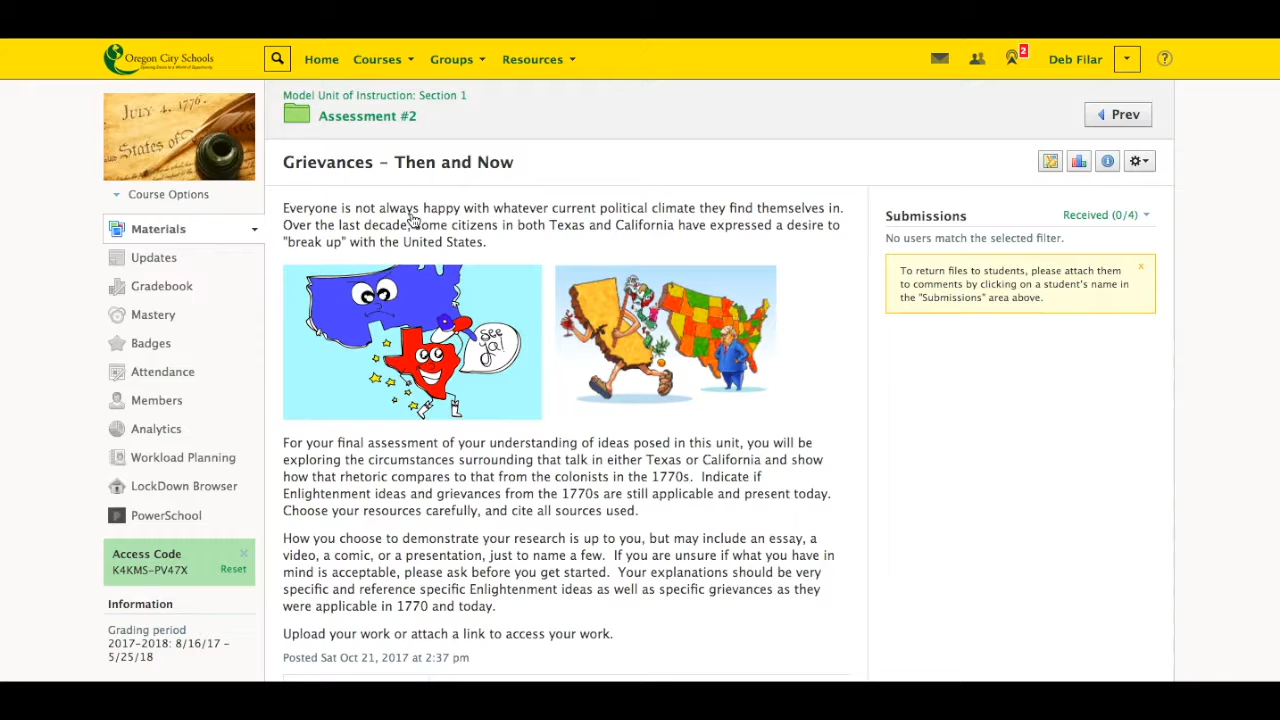 Oregon City Schools
Home
Courses
Groups
Resources
2
Deb Filar
?
JULY 4, 1776.
States of
Course Options
Materials
Updates
Gradebook
Mastery
Badges
Attendance
Members
Analytics
Workload Planning
LockDown Browser
P PowerSchool
Access Code
K4KMS-PV47X
Reset
Information
Grading period
2017-2018: 8/16/17 -
5/25/18
Model Unit of Instruction: Section 1
Assessment #2
Prev
Grievances - Then and Now
Everyone is not always happy with whatever current political climate they find themselves in.
Over the last decade, some citizens in both Texas and California have expressed a desire to
"break up" with the United States.
see
ya!
For your final assessment of your understanding of ideas posed in this unit, you will be
exploring the circumstances surrounding that talk in either Texas or California and show
how that rhetoric compares to that from the colonists in the 1770s. Indicate if
Enlightenment ideas and grievances from the 1770s are still applicable and present today.
Choose your resources carefully, and cite all sources used.
How you choose to demonstrate your research is up to you, but may include an essay, a
video, a comic, or a presentation, just to name a few. If you are unsure if what you have in
mind is acceptable, please ask before you get started. Your explanations should be very
specific and reference specific Enlightenment ideas as well as specific grievances as they
were applicable in 1770 and today.
Upload your work or attach a link to access your work.
Posted Sat Oct 21, 2017 at 2:37 pm
Submissions
Received (0/4)
No users match the selected filter.
To return files to students, please attach them
to comments by clicking on a student's name in
the "Submissions" area above.